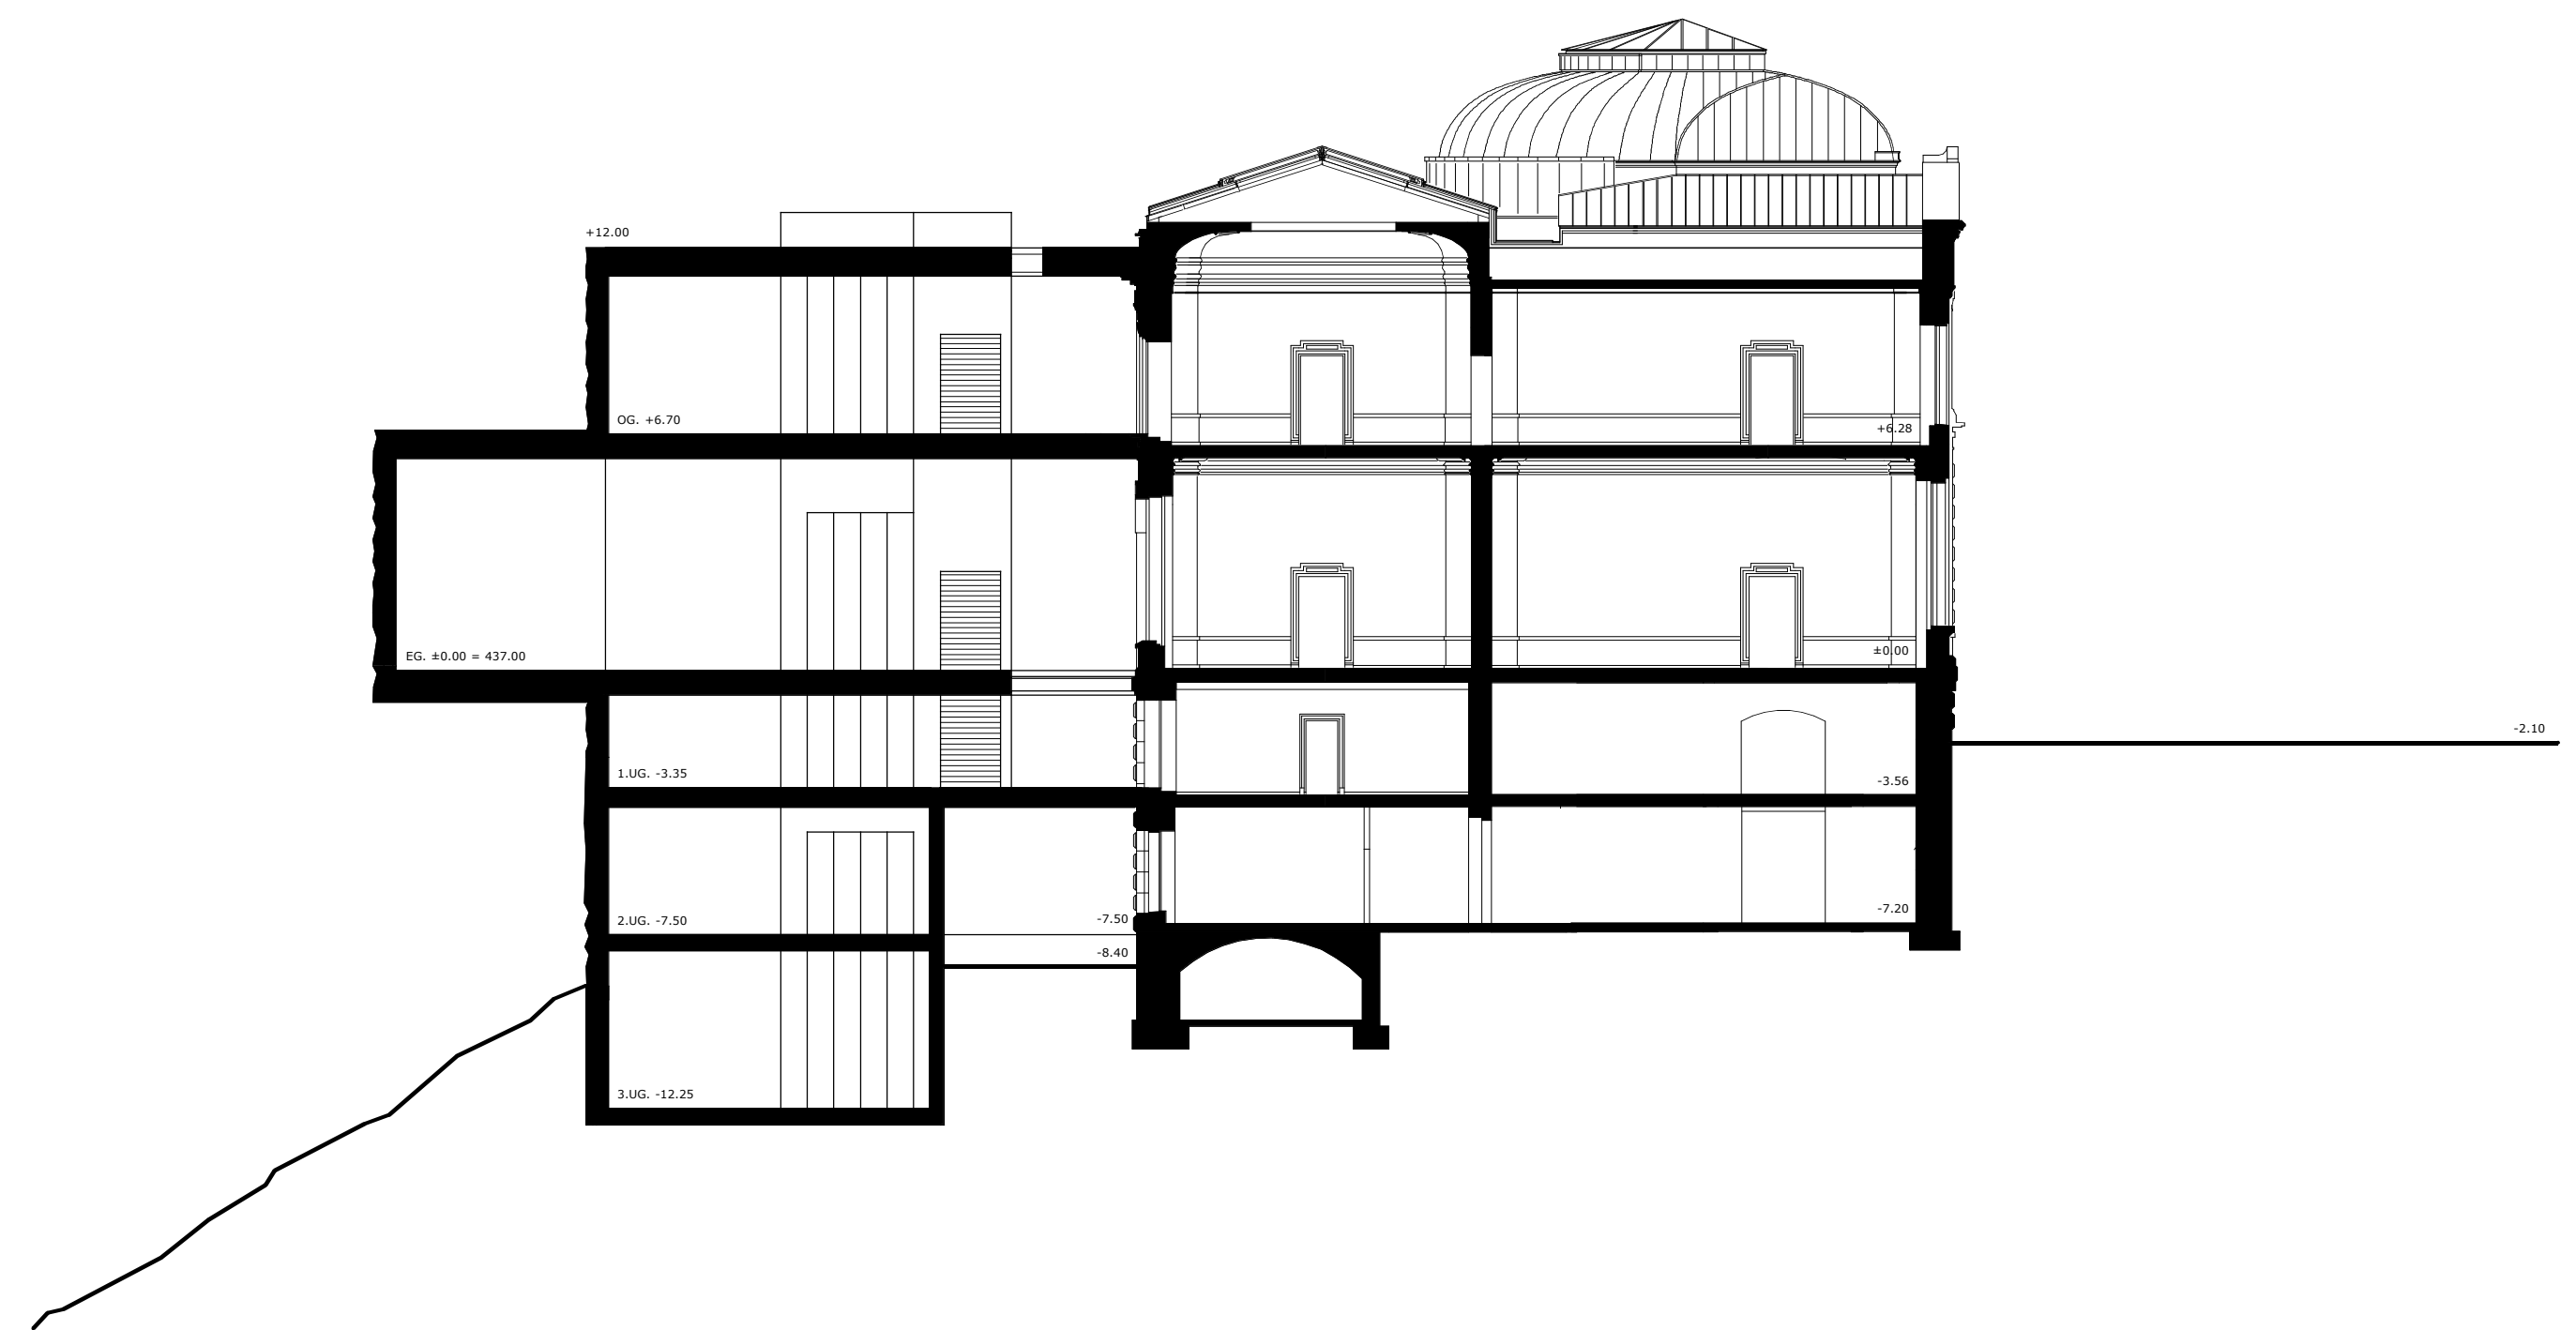 +12.00
OG. +6.70
+6.28
EG. ±0.00 = 437.00
±0.00
-2.10
1.UG. -3.35
-3.56
2.UG. -7.50
-7.50
-7.20
-8.40
3.UG. -12.25